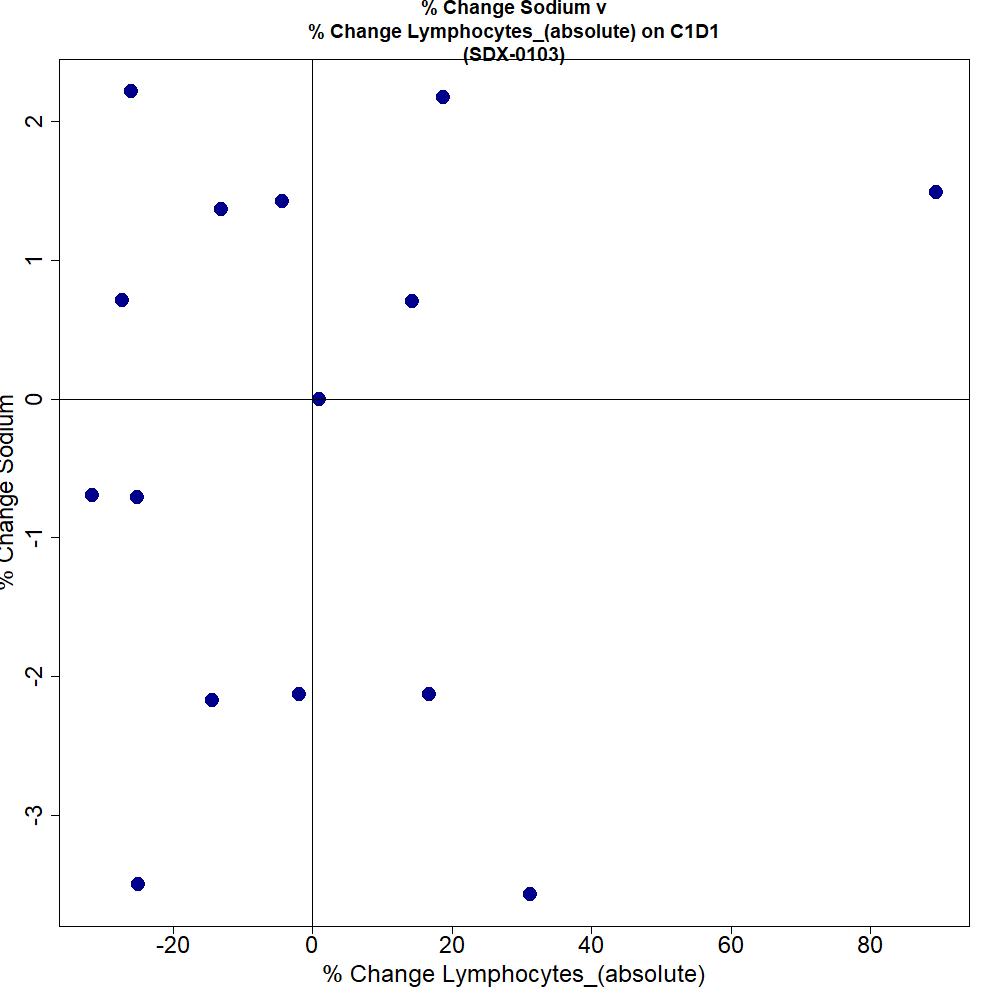 % Change Sodium v
% Change Lymphocytes_(absolute) on C1D1
(SDX-0103)
% Change Sodium
2
1
0
-1
-2
-3
-20 0 20 40 60 80
% Change Lymphocytes_(absolute)